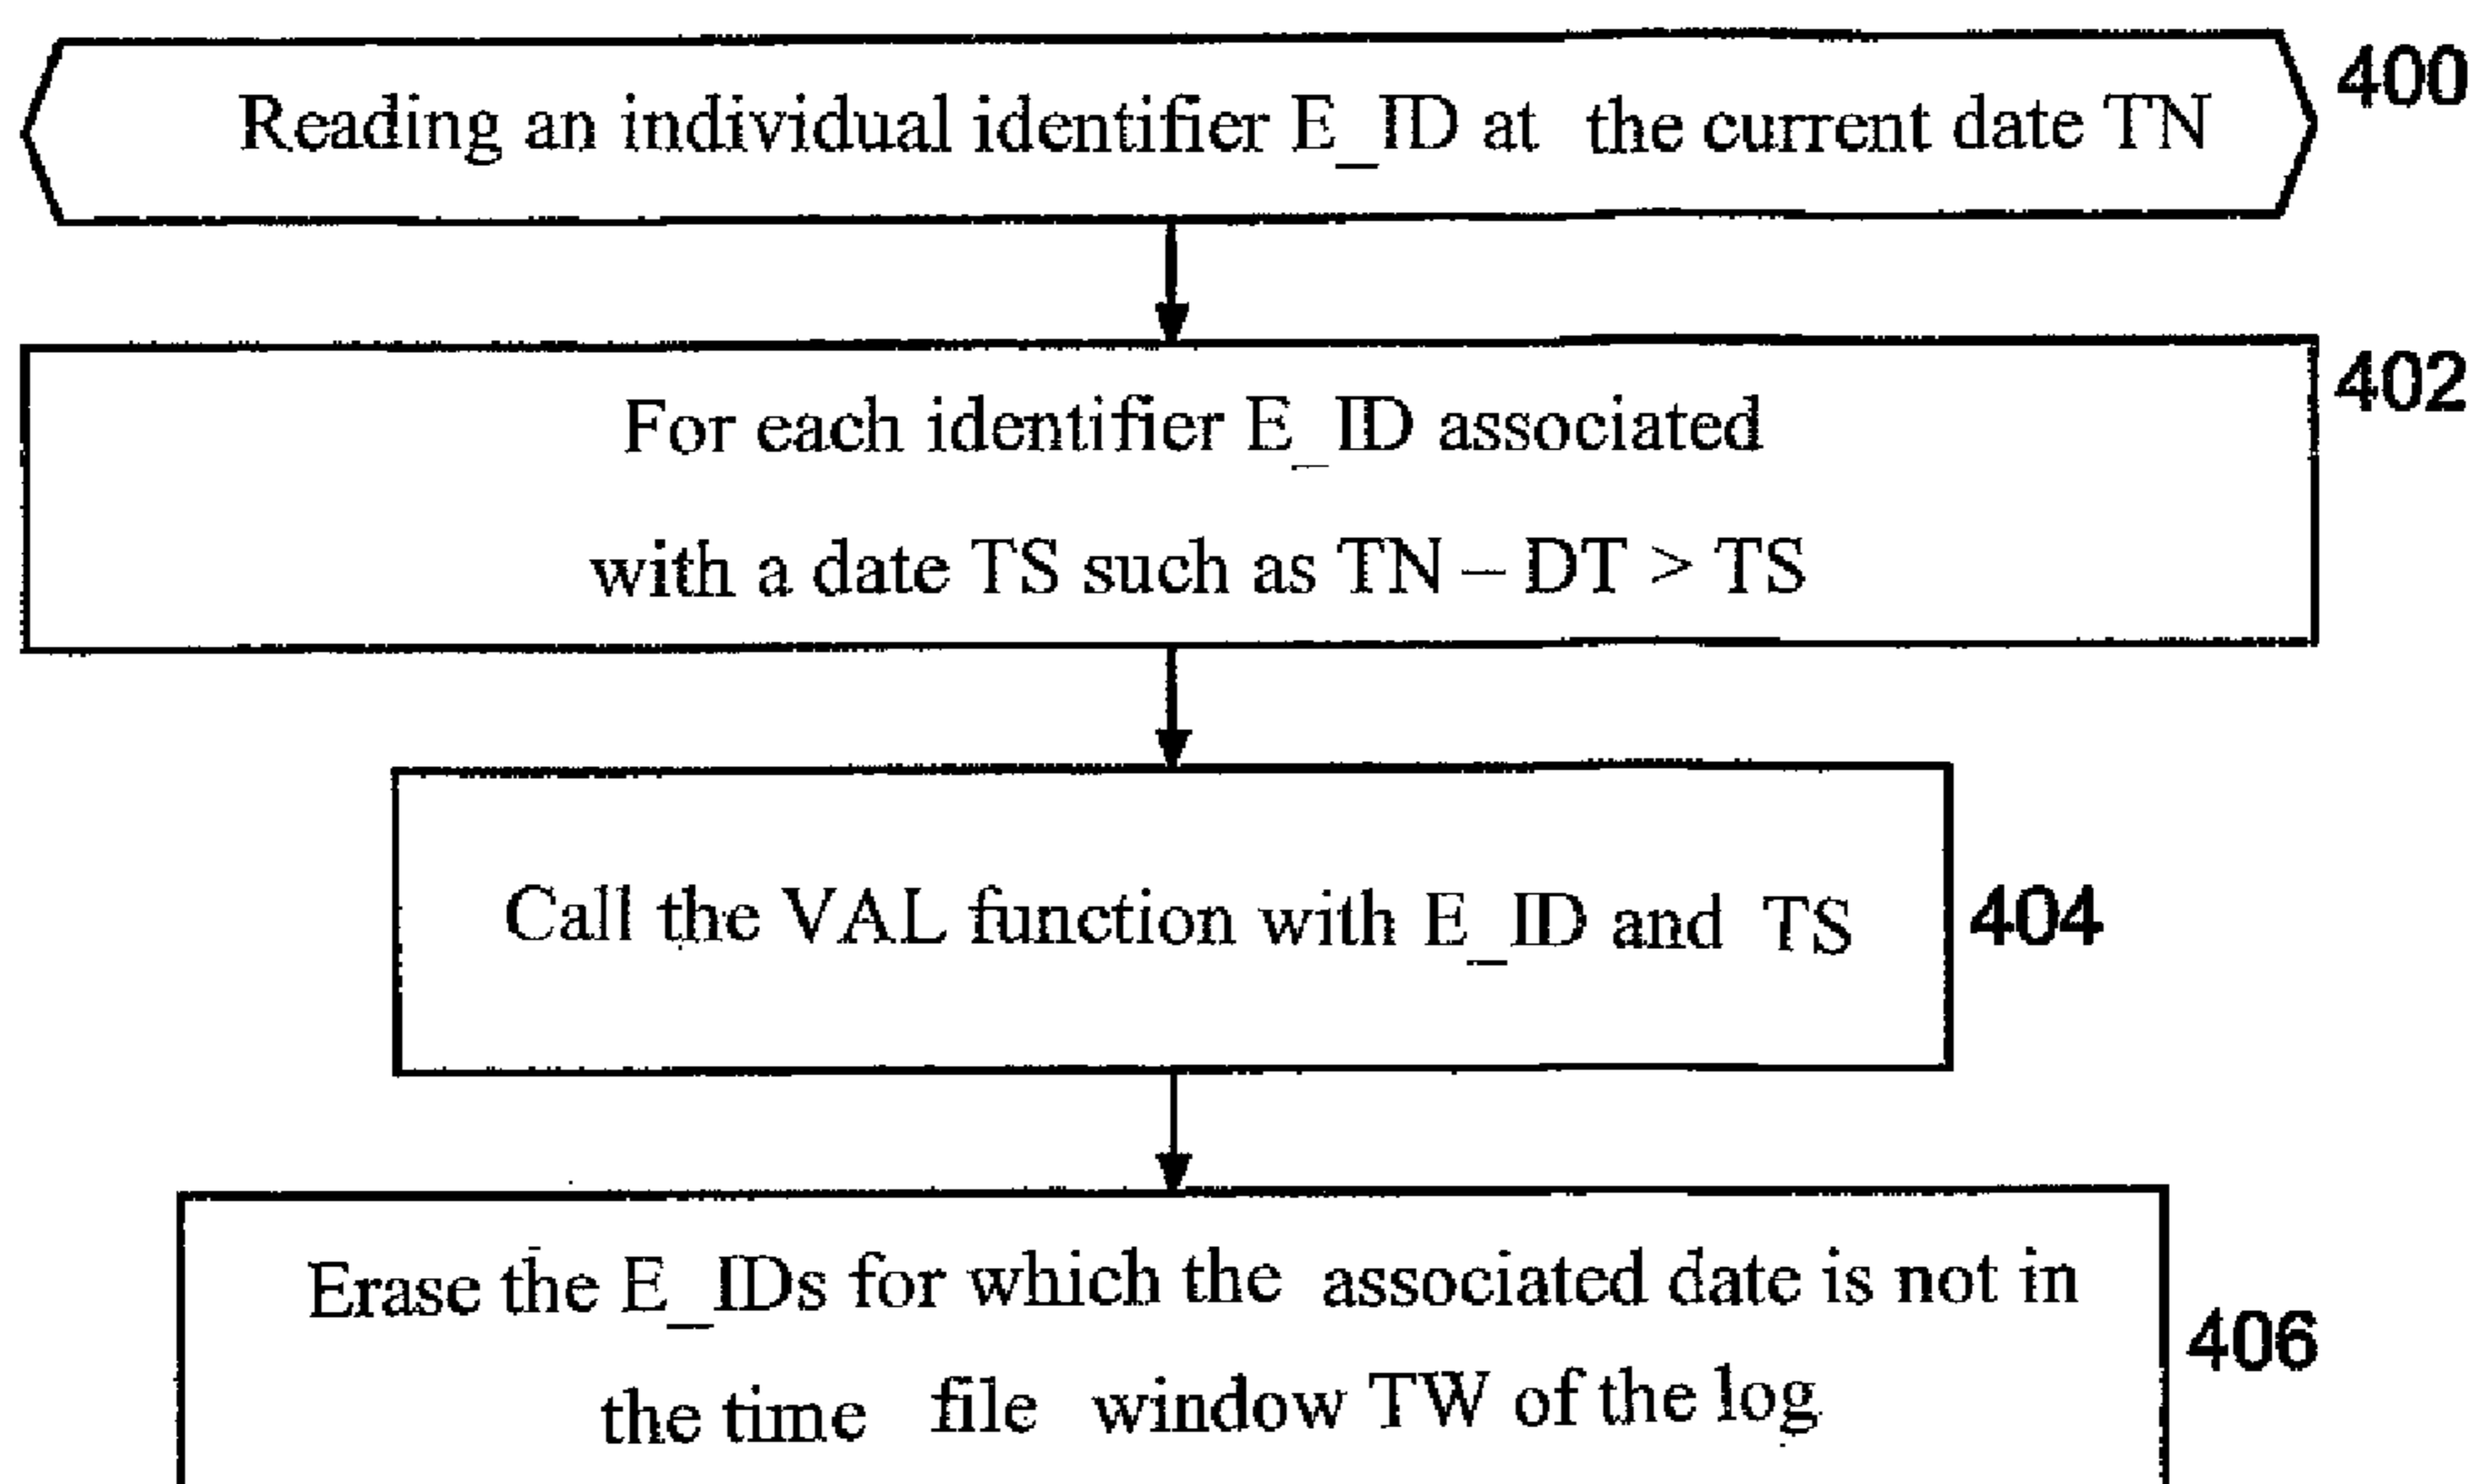 Reading an individual identifier E_ID at the current date TN
400
For each identifier E_ID associated
402
with a date TS such as TN – DT > TS
Call the VAL function with E_ID and TS
404
Erase the E_IDs for which the associated date is not in
406
the time file window TW of the log